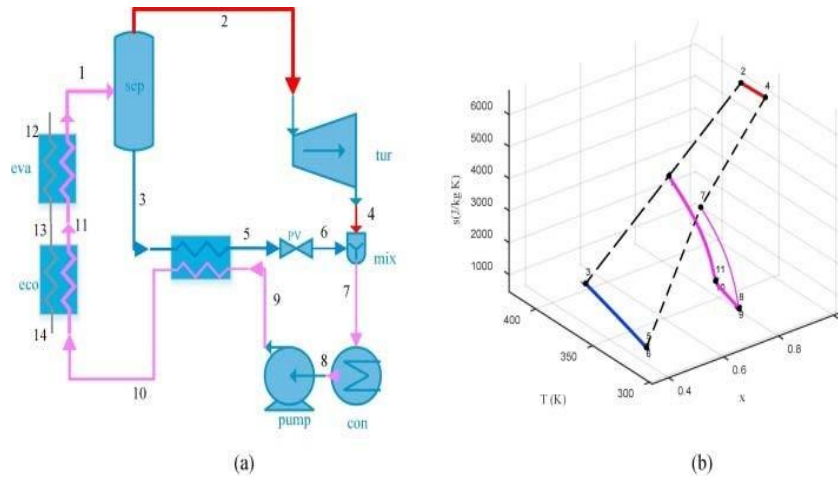 2
1
sep
12
eva
tur
3
4
13
11
5
PV
6
mix
eco
7
9
14
8
10
pump
con
(a)
2
4
6000
5000
7
4000
s(J/kg K)
3000
3
11
2000
10
8
1000
9
5
6
400
350
0.8
T (K)
300
0.6
0.4
x
(b)